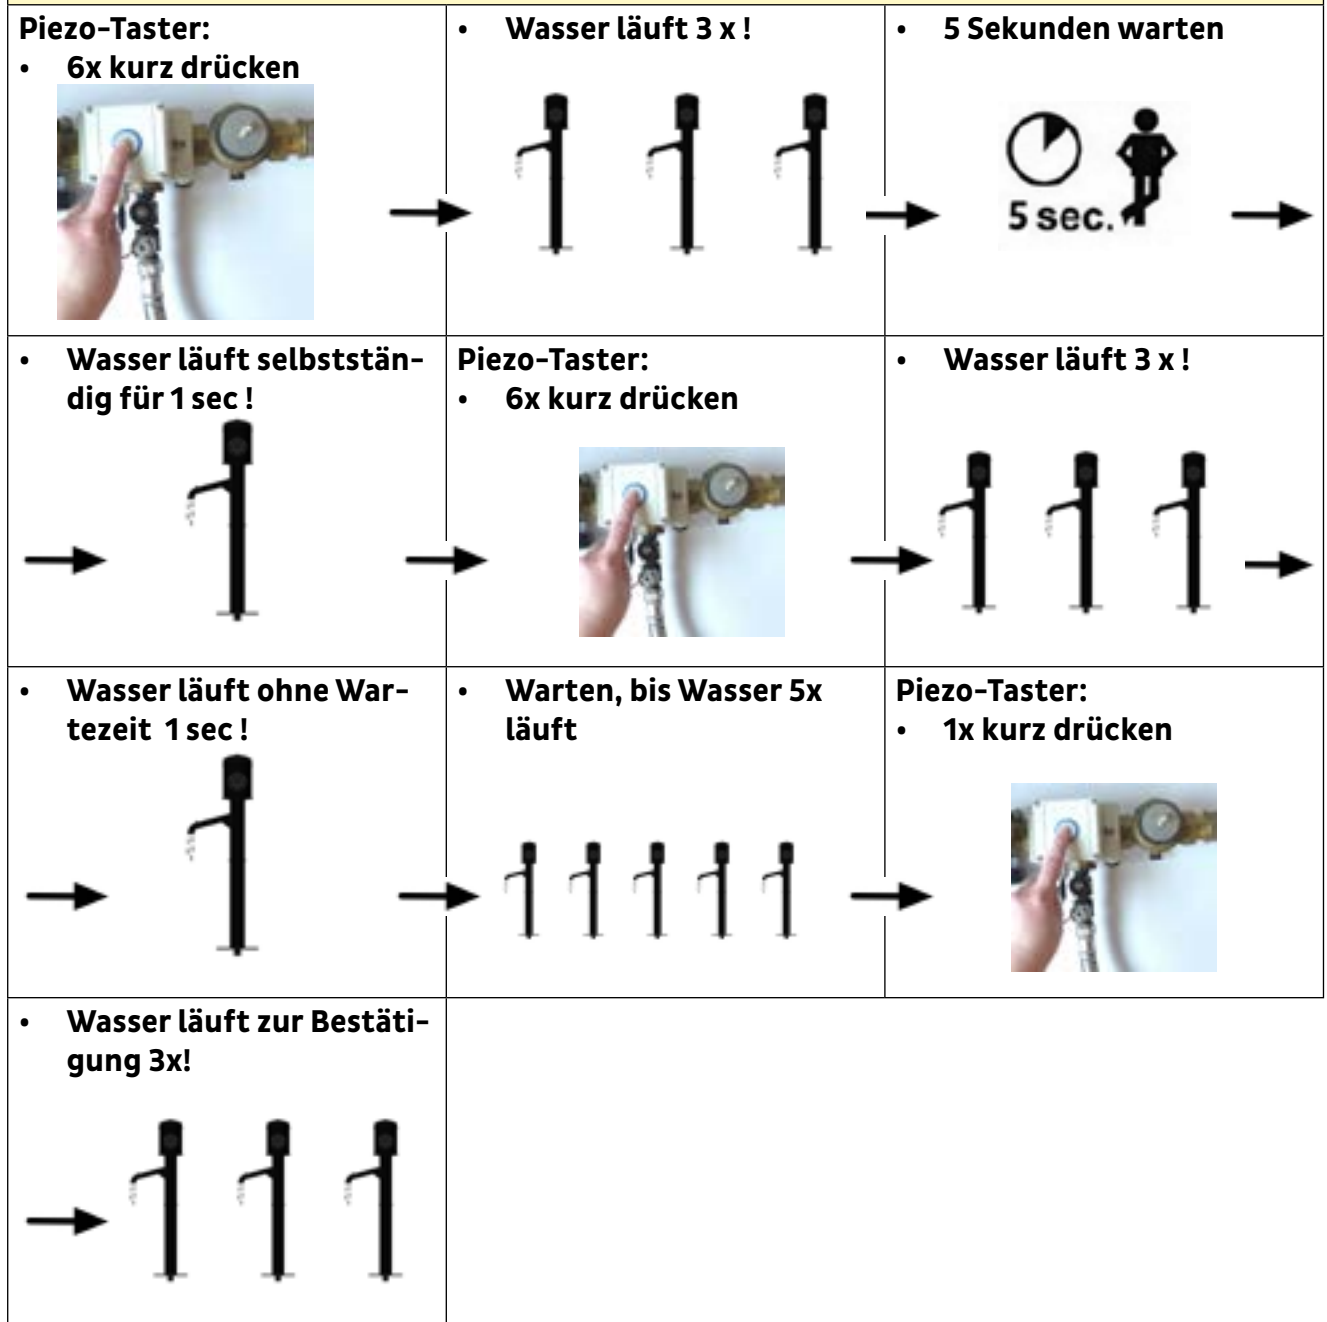 Piezo-Taster:
• 6x kurz drücken
• Wasser läuft 3 x !
• 5 Sekunden warten
5 sec.
• Wasser läuft selbststän-
dig für 1 sec !
Piezo-Taster:
• 6x kurz drücken
• Wasser läuft 3 x !
• Wasser läuft ohne War-
tezeit 1 sec !
• Warten, bis Wasser 5x
läuft
Piezo-Taster:
• 1x kurz drücken
• Wasser läuft zur Bestäti-
gung 3x!